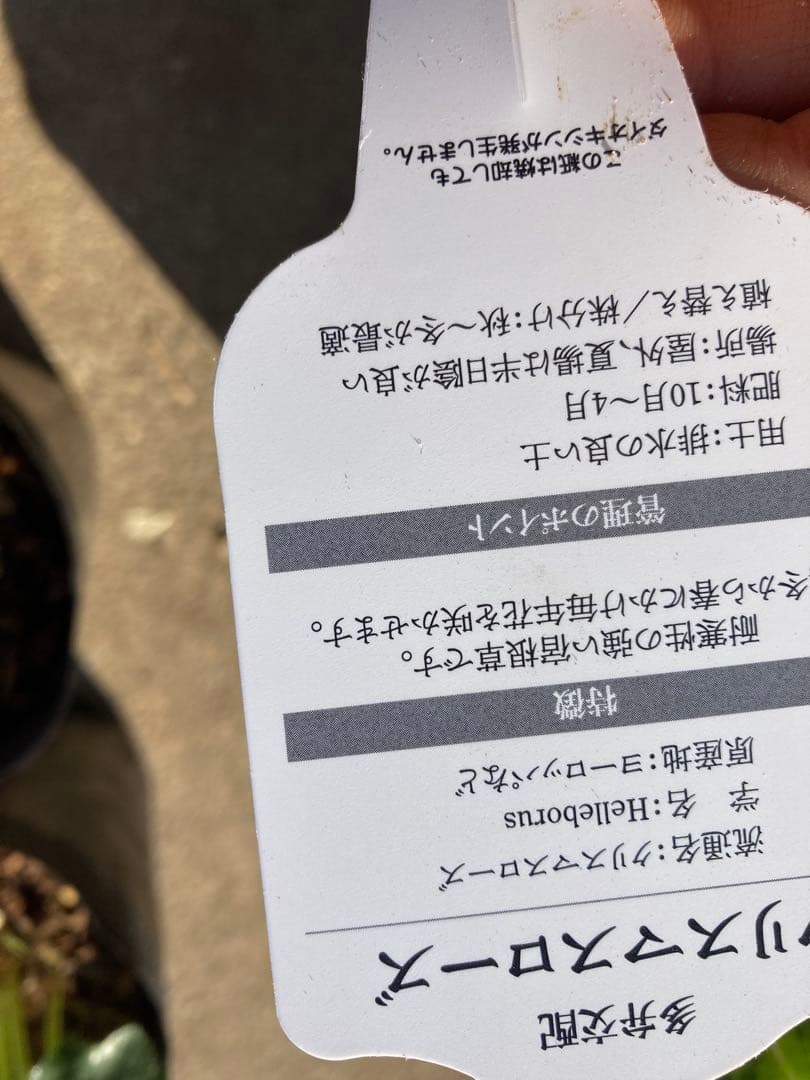 多弁交配
クリスマスローズ
流通名：クリスマスローズ
学　名：Helleborus
原産地：ヨーロッパなど
特徴
耐寒性の強い宿根草です。
冬から春にかけ毎年花を咲かせます。
管理のポイント
用土：排水の良い土
肥料：10月〜4月
場所：屋外、夏場は半日陰が良い
植え替え／株分け：秋〜冬が最適
この紙は焼却しても
ダイオキシンが発生しません。